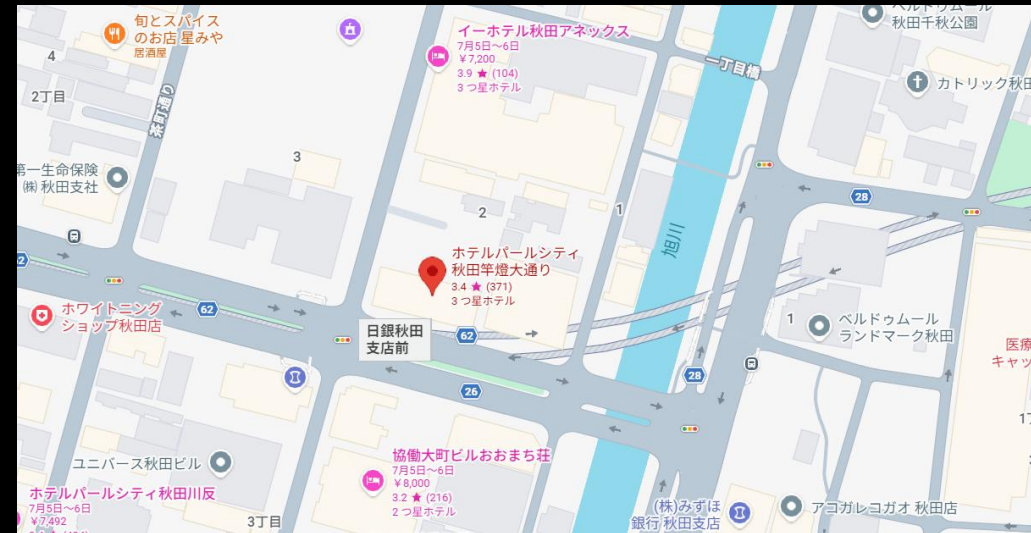 旬とスパイス
のお店 星みや
居酒屋
4
2丁目
茶町通り
3
第一生命保険
(株) 秋田支社
イーホテル秋田アネックス
7月5日～6日
￥7,200
3.9 ★ (104)
3 つ星ホテル
一丁目橋
秋田千秋公園
カトリック秋田
28
2
1
旭川
ホテルパールシティ
秋田竿燈大通り
3.4 ★ (371)
3 つ星ホテル
62
ホワイトニング
ショップ秋田店
日銀秋田
支店前
62
26
28
1
ベルドゥムール
ランドマーク秋田
医療
キャッ
ユニバース秋田ビル
協働大町ビルおおまち荘
7月5日～6日
￥8,000
3.2 ★ (216)
2 つ星ホテル
ホテルパールシティ秋田川反
7月5日～6日
￥7,492
3丁目
(株)みずほ
銀行 秋田支店
アコガレコガオ 秋田店